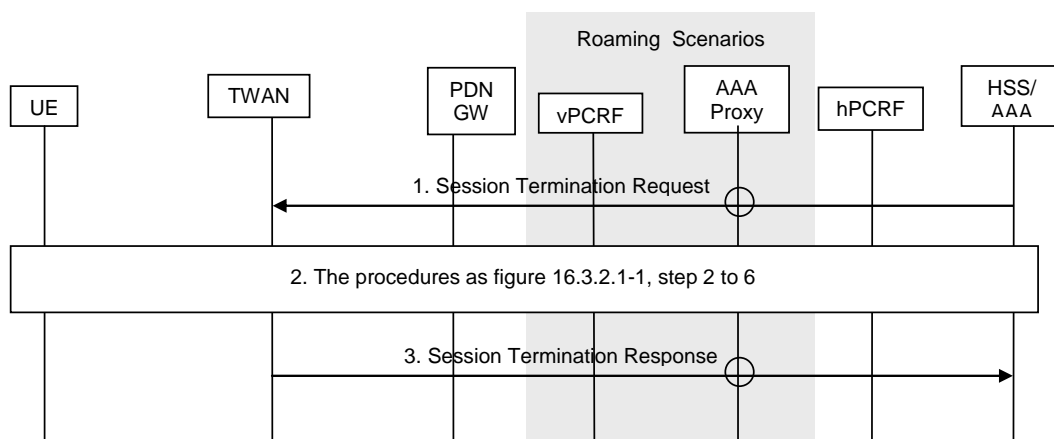 Roaming Scenarios
UE
TWAN
PDN
GW
vPCRF
AAA
Proxy
hPCRF
HSS/
AAA
1. Session Termination Request
2. The procedures as figure 16.3.2.1-1, step 2 to 6
3. Session Termination Response